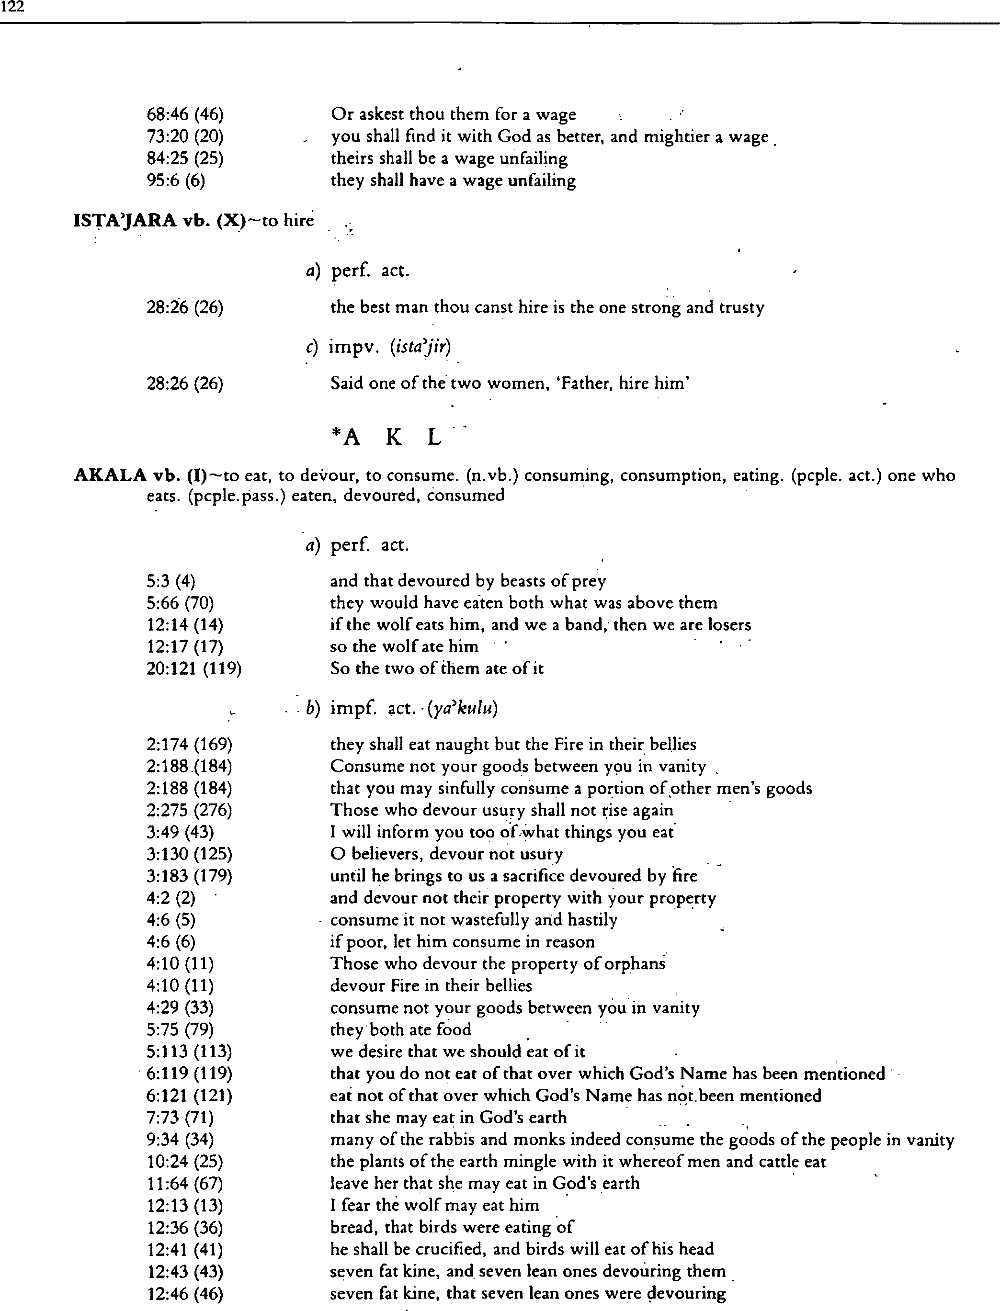 122
68:46 (46) Or askest thou them for a wage
73:20 (20) you shall find it with God as better, and mightier a wage
84:25 (25) theirs shall be a wage unfailing
95:6 (6) they shall have a wage unfailing
ISTA’JARA vb. (X)~to hire
a) perf. act.
28:26 (26) the best man thou canst hire is the one strong and trusty
c) impv. (ista’jir)
28:26 (26) Said one of the two women, ‘Father, hire him’
*A K L
AKALA vb. (I)~to eat, to devour, to consume. (n.vb.) consuming, consumption, eating. (pcple. act.) one who
eats. (pcple.pass.) eaten, devoured, consumed
a) perf. act.
5:3 (4) and that devoured by beasts of prey
5:66 (70) they would have eaten both what was above them
12:14 (14) if the wolf eats him, and we a band, then we are losers
12:17 (17) so the wolf ate him
20:121 (119) So the two of them ate of it
b) impf. act. (ya’kulu)
2:174 (169) they shall eat naught but the Fire in their bellies
2:188 (184) Consume not your goods between you in vanity
2:188 (184) that you may sinfully consume a portion of other men's goods
2:275 (276) Those who devour usury shall not rise again
3:49 (43) I will inform you too of what things you eat
3:130 (125) O believers, devour not usury
3:183 (179) until he brings to us a sacrifice devoured by fire
4:2 (2) and devour not their property with your property
4:6 (5) consume it not wastefully and hastily
4:6 (6) if poor, let him consume in reason
4:10 (11) Those who devour the property of orphans
4:10 (11) devour Fire in their bellies
4:29 (33) consume not your goods between you in vanity
5:75 (79) they both ate food
5:113 (113) we desire that we should eat of it
6:119 (119) that you do not eat of that over which God's Name has been mentioned
6:121 (121) eat not of that over which God's Name has not been mentioned
7:73 (71) that she may eat in God's earth
9:34 (34) many of the rabbis and monks indeed consume the goods of the people in vanity
10:24 (25) the plants of the earth mingle with it whereof men and cattle eat
11:64 (67) leave her that she may eat in God's earth
12:13 (13) I fear the wolf may eat him
12:36 (36) bread, that birds were eating of
12:41 (41) he shall be crucified, and birds will eat of his head
12:43 (43) seven fat kine, and seven lean ones devouring them
12:46 (46) seven fat kine, that seven lean ones were devouring